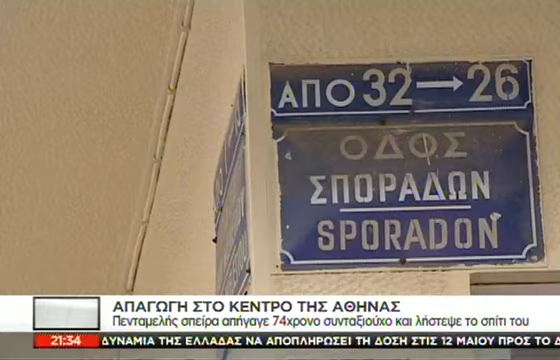 ΑΠΟ 32 → 26
ΟΔΟΣ
ΣΠΟΡΑΔΩΝ
SPORADON
ΑΠΑΓΩΓΗ ΣΤΟ ΚΕΝΤΡΟ ΤΗΣ ΑΘΗΝΑΣ
Πενταμελής σπείρα απήγαγε 74χρονο συνταξιούχο και λήστεψε το σπίτι του
21:34 ΔΥΝΑΜΙΑ ΤΗΣ ΕΛΛΑΔΑΣ ΝΑ ΑΠΟΠΛΗΡΩΣΕΙ ΤΗ ΔΟΣΗ ΣΤΙΣ 12 ΜΑΪΟΥ ΠΡΟΣ ΤΟ